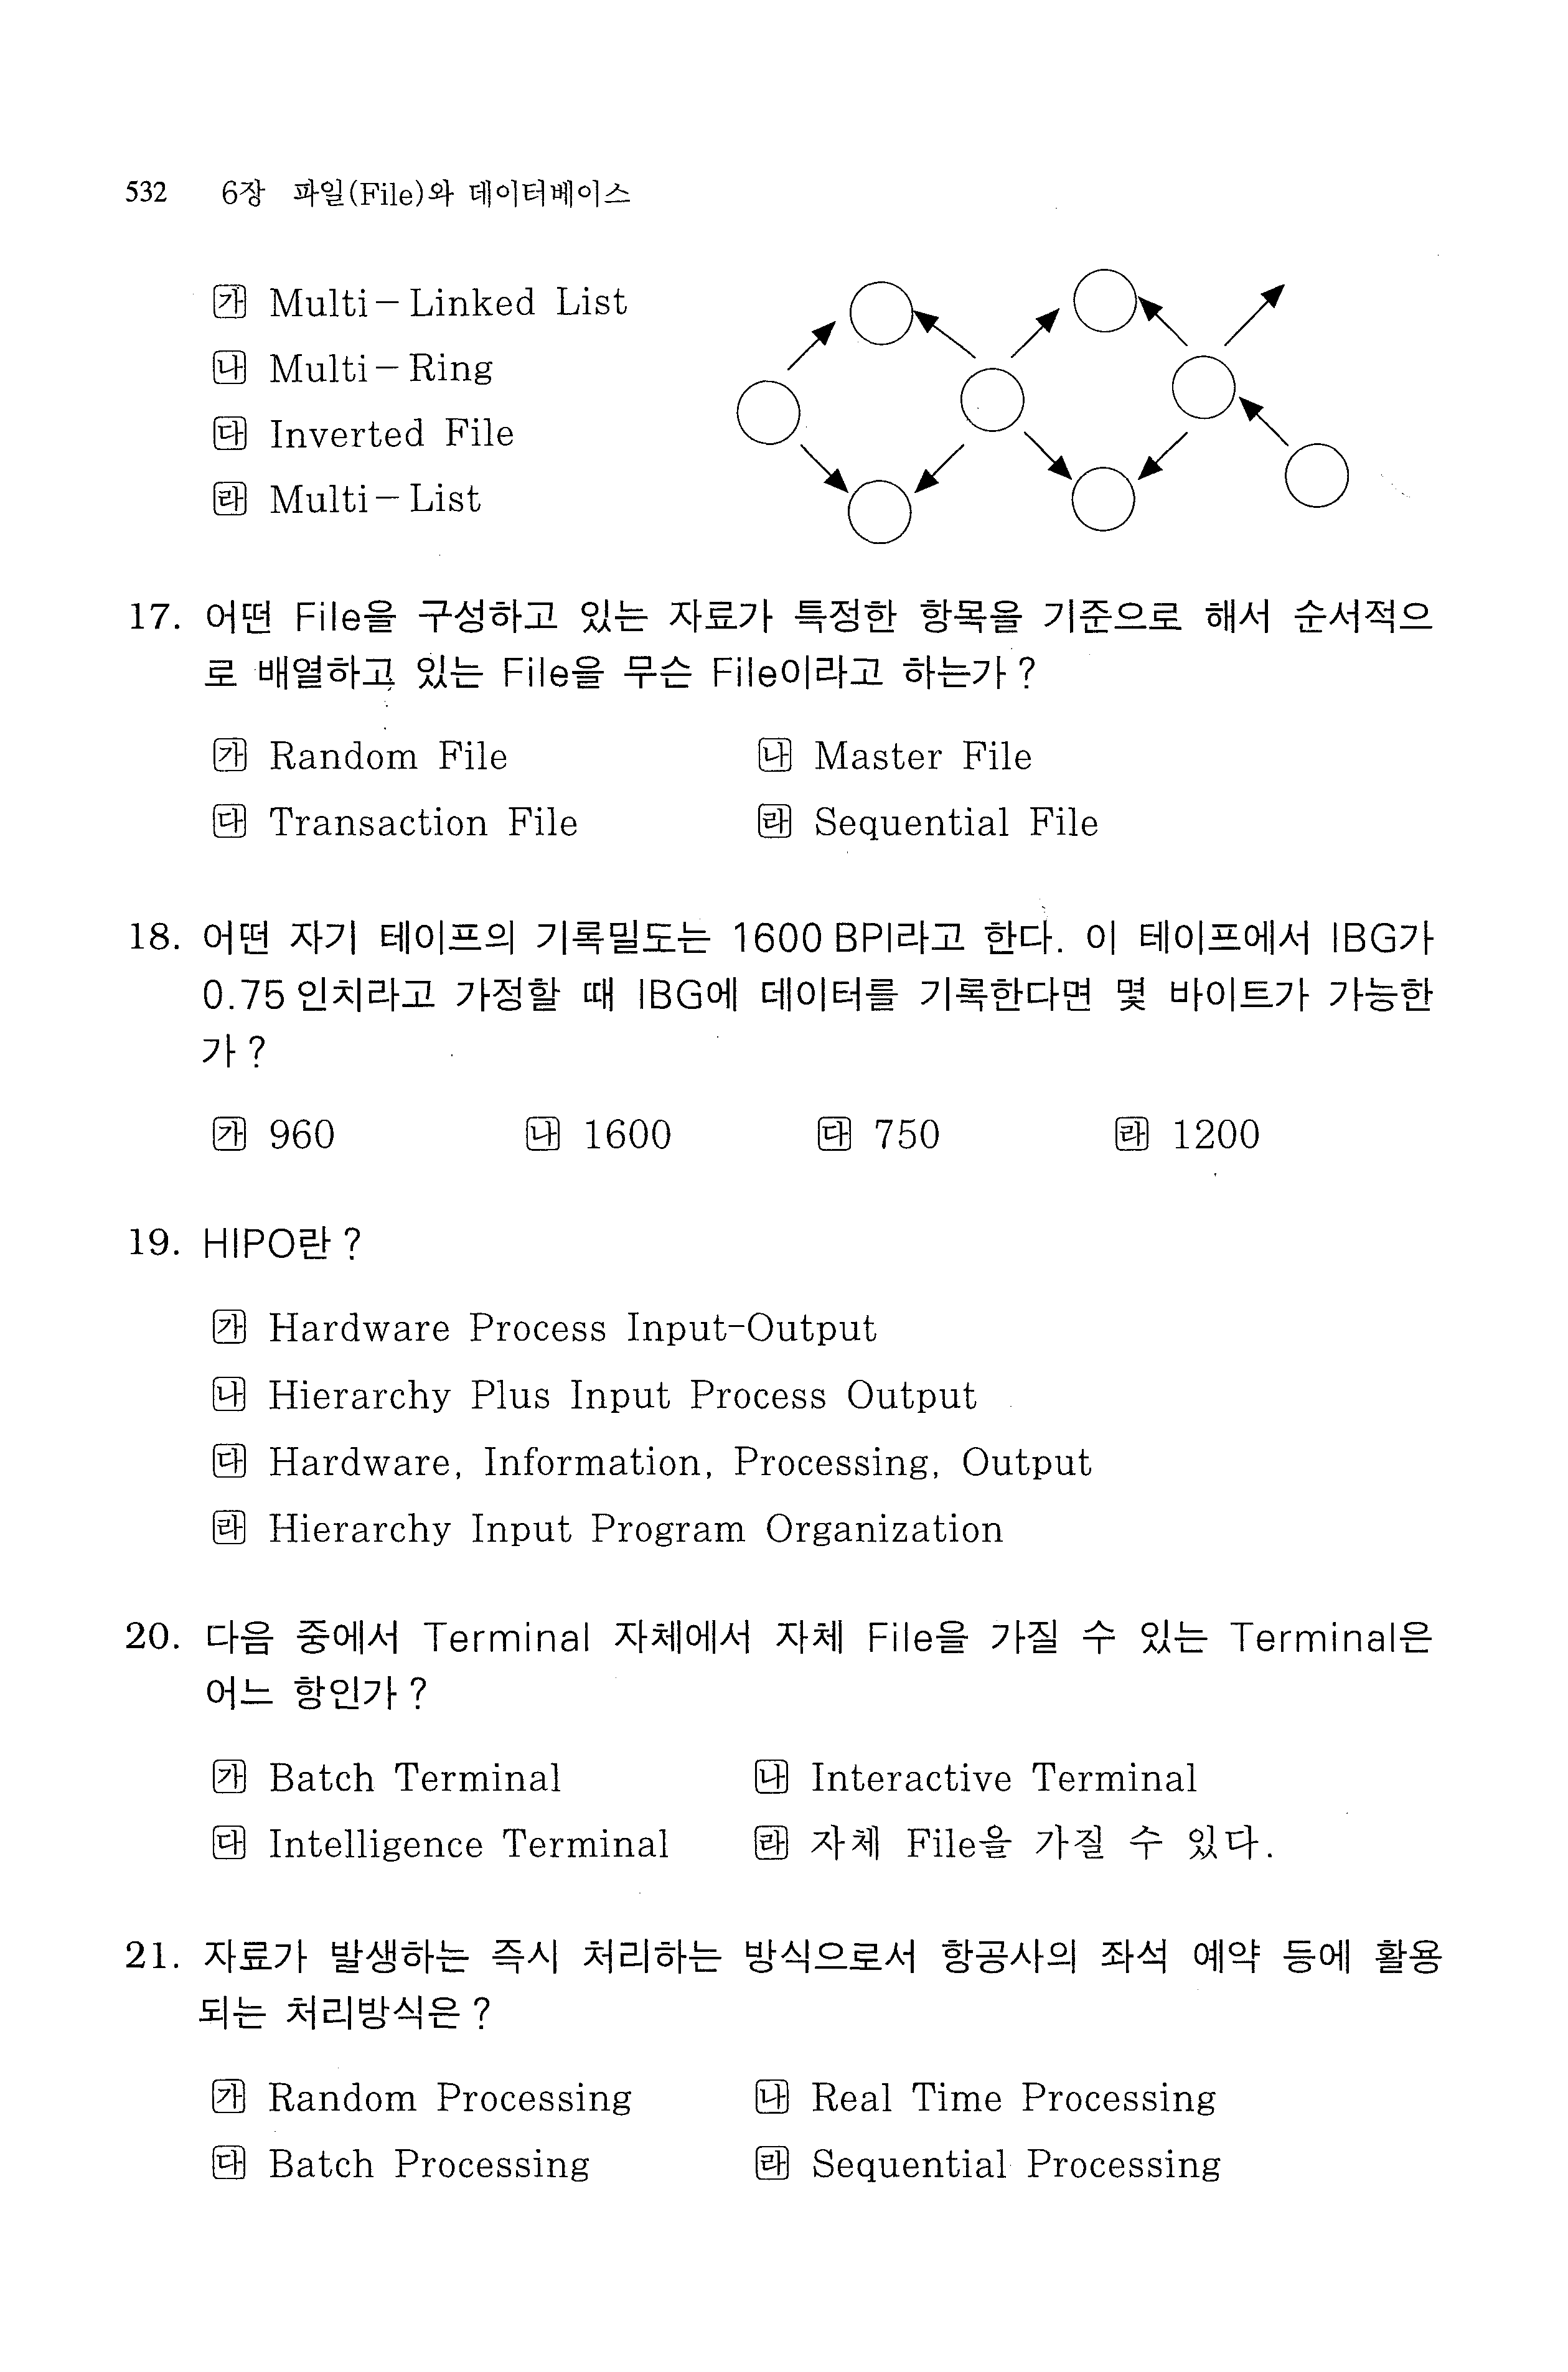 532 6장 파일(File)와 데이터베이스
㉮ Multi－Linked List
㉯ Multi－Ring
㉰ Inverted File
㉱ Multi－List
17. 어떤 File을 구성하고 있는 자료가 특정한 항목을 기준으로 해서 순서적으
로 배열하고 있는 File을 무슨 File이라고 하는가?
㉮ Random File ㉯ Master File
㉰ Transaction File ㉱ Sequential File
18. 어떤 자기 테이프의 기록밀도는 1600 BPI라고 한다. 이 테이프에서 IBG가
0.75 인치라고 가정할 때 IBG에 데이터를 기록한다면 몇 바이트가 가능한
가?
㉮ 960 ㉯ 1600 ㉰ 750 ㉱ 1200
19. HIPO란?
㉮ Hardware Process Input-Output
㉯ Hierarchy Plus Input Process Output
㉰ Hardware, Information, Processing, Output
㉱ Hierarchy Input Program Organization
20. 다음 중에서 Terminal 자체에서 자체 File을 가질 수 있는 Terminal은
어느 항인가?
㉮ Batch Terminal ㉯ Interactive Terminal
㉰ Intelligence Terminal ㉱ 자체 File을 가질 수 있다.
21. 자료가 발생하는 즉시 처리하는 방식으로서 항공사의 좌석 예약 등에 활용
되는 처리방식은?
㉮ Random Processing ㉯ Real Time Processing
㉰ Batch Processing ㉱ Sequential Processing